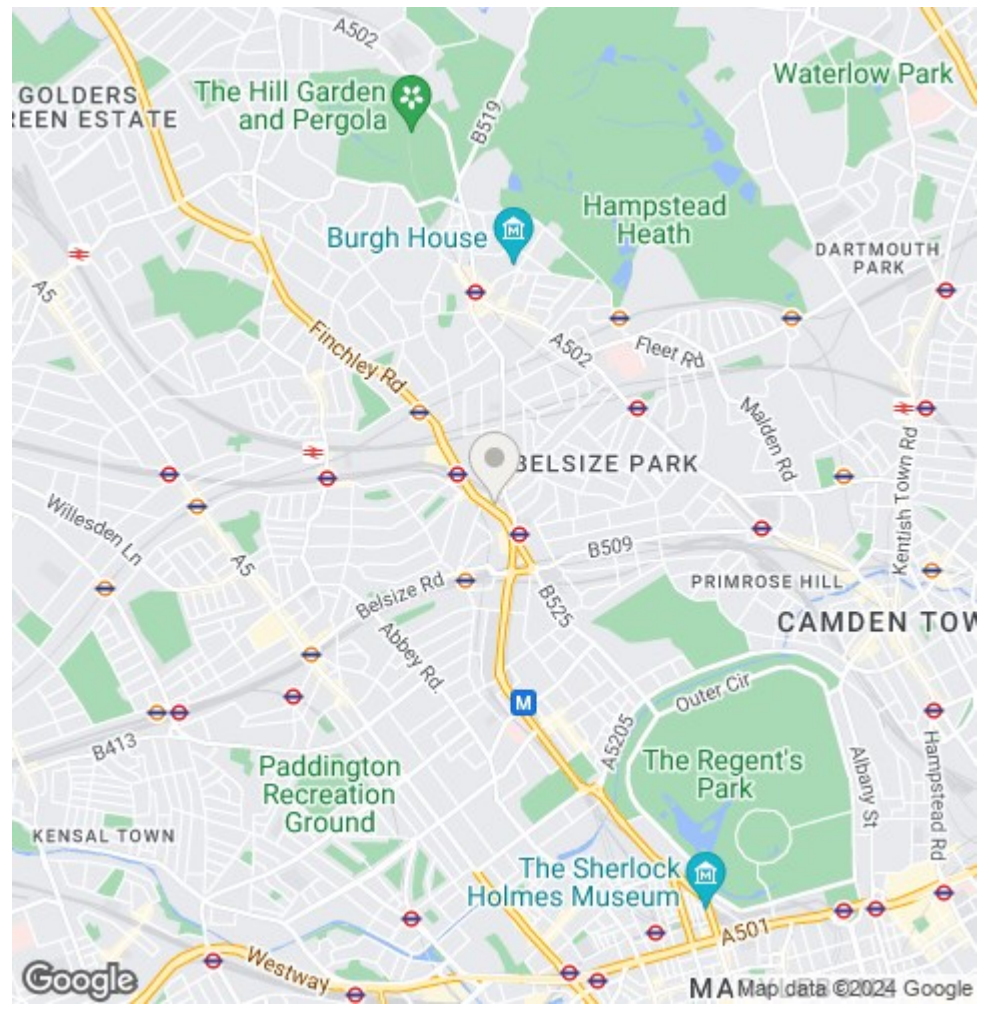 A502
Waterlow Park
GOLDERS
REEN ESTATE
The Hill Garden
and Pergola
B519
Hampstead
Heath
Burgh House
DARTMOUTH
PARK
A5
A502
Fleet Rd
Finchley Rd
Malden Rd
BELSIZE PARK
Kentish Town Rd
Willesden Ln
A5
B509
Belsize Rd
B525
PRIMROSE HILL
CAMDEN TOW
Abbey Rd.
Outer Cir
M
A5205
B413
Paddington
Recreation
Ground
The Regent's
Park
Albany St
Hampstead Rd
KENSAL TOWN
The Sherlock
Holmes Museum
A501
Westway
Google
MA
Map data ©2024 Google